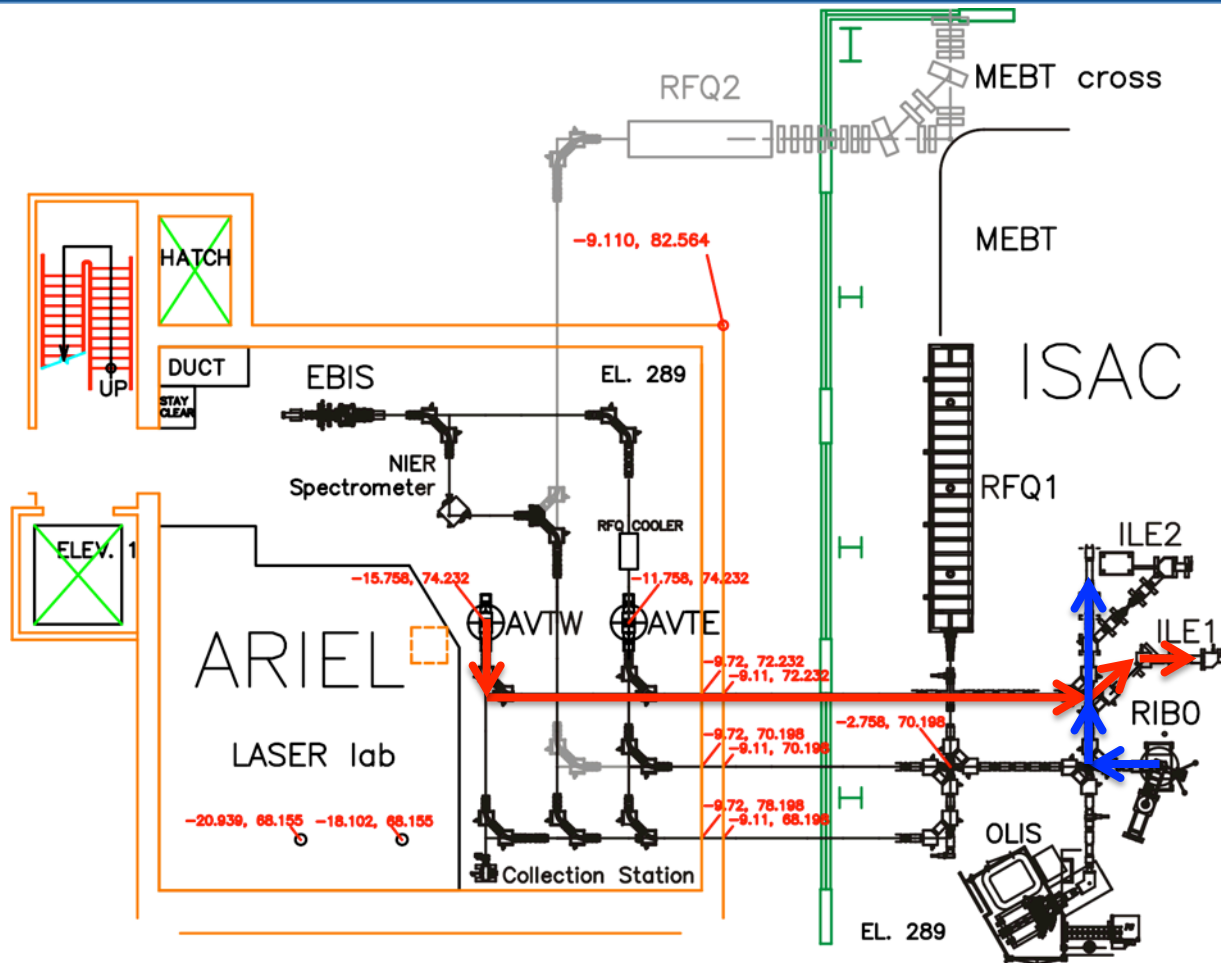 RFQ2
MEBT cross
-9.110, 82.564
MEBT
HATCH
DUCT
STAY
CLEAR
UP
EBIS
EL. 289
ISAC
NIER
Spectrometer
RFQ1
RFQ COOLER
ELEV. 1
ILE2
-15.758, 74.232
-11.758, 74.232
AVTW
AVTE
ILE1
ARIEL
-9.72, 72.232
-9.11, 72.232
RIBO
-2.758, 70.198
-9.72, 70.198
-9.11, 70.198
LASER lab
-9.72, 78.198
-9.11, 68.198
-20.939, 68.155
-18.102, 68.155
OLIS
Collection Station
EL. 289